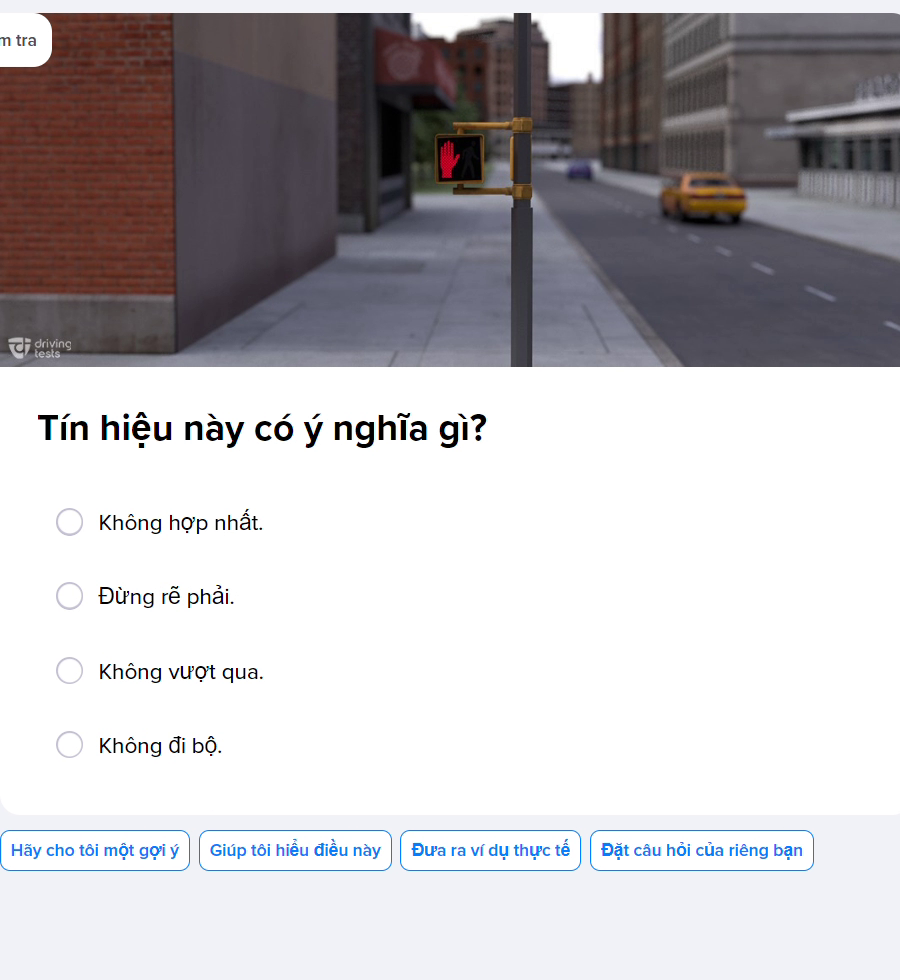 m tra
driving
tests
Tín hiệu này có ý nghĩa gì?
Không hợp nhất.
Đừng rẽ phải.
Không vượt qua.
Không đi bộ.
Hãy cho tôi một gợi ý
Giúp tôi hiểu điều này
Đưa ra ví dụ thực tế
Đặt câu hỏi của riêng bạn